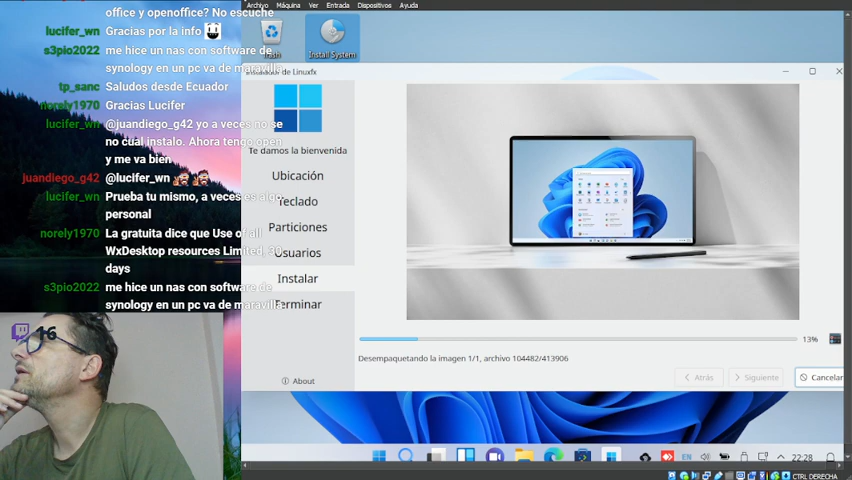 Archivo Máquina Ver Entrada Dispositivos Ayuda
office y openoffice? No escuche
lucifer_wn Gracias por la info
s3pio2022 me hice un nas con software de
synology en un pc va de maravilla
tp_sanc Saludos desde Ecuador
norely1970 Gracias Lucifer
lucifer_wn @juandiego_g42 yo a veces no se
no cual instalo. Ahora tengo open
y me va bien
juandiego_g42 @lucifer_wn
lucifer_wn Prueba tu mismo, a veces es algo
personal
norely1970 La gratuita dice que Use of all
WxDesktop resources Limited, 30
days
s3pio2022 me hice un nas con software de
synology en un pc va de maravilla
16
Trash
Install System
Instalador de Linuxfx
Te damos la bienvenida
Ubicación
Teclado
Particiones
Usuarios
Instalar
Terminar
About
13%
Desempaquetando la imagen 1/1, archivo 104482/413906
Atrás
Siguiente
Cancelar
EN
22:28
CTRL DERECHA